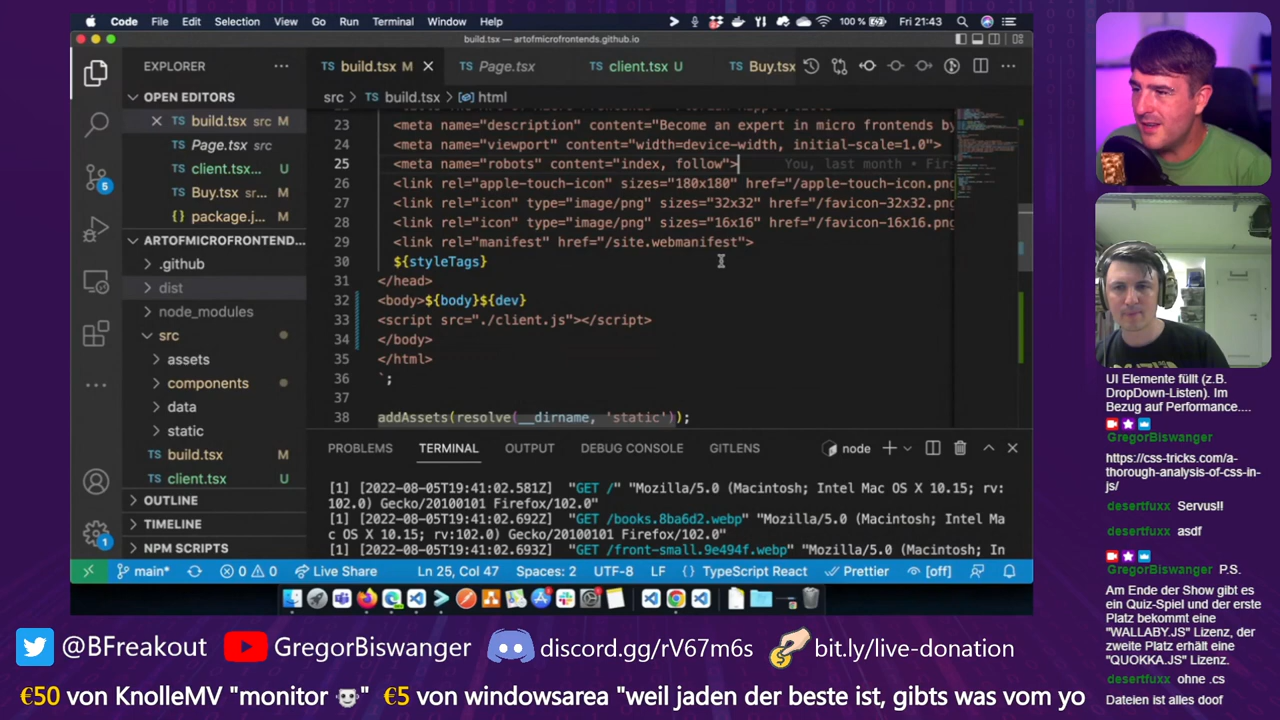 Code File Edit Selection View Go Run Terminal Window Help 100 % Fri 21:43
build.tsx — artofmicrofrontends.github.io
EXPLORER
TS build.tsx M
TS Page.tsx
TS client.tsx U
TS Buy.tsx
OPEN EDITORS
src > TS build.tsx > html
TS build.tsx src M
TS Page.tsx src
TS client.tsx... U
TS Buy.tsx src M
{} package.j... M
ARTOFMICROFRONTEND...
.github
dist
node_modules
src
assets
components
data
static
TS build.tsx M
TS client.tsx U
OUTLINE
TIMELINE
NPM SCRIPTS
5
1
23 <meta name="description" content="Become an expert in micro frontends by
24 <meta name="viewport" content="width=device-width, initial-scale=1.0">
25 <meta name="robots" content="index, follow"> You, last month • Firs
26 <link rel="apple-touch-icon" sizes="180x180" href="/apple-touch-icon.png
27 <link rel="icon" type="image/png" sizes="32x32" href="/favicon-32x32.png
28 <link rel="icon" type="image/png" sizes="16x16" href="/favicon-16x16.png
29 <link rel="manifest" href="/site.webmanifest">
30 ${styleTags}
31 </head>
32 <body>${body}${dev}
33 <script src="./client.js"></script>
34 </body>
35 </html>
36 `;
37
38 addAssets(resolve(__dirname, 'static'));
PROBLEMS TERMINAL OUTPUT DEBUG CONSOLE GITLENS node
[1] [2022-08-05T19:41:02.581Z] "GET /" "Mozilla/5.0 (Macintosh; Intel Mac OS X 10.15; rv:
102.0) Gecko/20100101 Firefox/102.0"
[1] [2022-08-05T19:41:02.692Z] "GET /books.8ba6d2.webp" "Mozilla/5.0 (Macintosh; Intel Ma
c OS X 10.15; rv:102.0) Gecko/20100101 Firefox/102.0"
[1] [2022-08-05T19:41:02.693Z] "GET /front-small.9e494f.webp" "Mozilla/5.0 (Macintosh; In
main* 0 0 Live Share Ln 25, Col 47 Spaces: 2 UTF-8 LF {} TypeScript React Prettier [off]
UI Elemente füllt (z.B.
DropDown-Listen). Im
Bezug auf Performance....
GregorBiswanger
https://css-tricks.com/a-
thorough-analysis-of-css-in-
js/
desertfuxx Servus!!
desertfuxx asdf
GregorBiswanger P.S.
Am Ende der Show gibt es
ein Quiz-Spiel und der erste
Platz bekommt eine
"WALLABY.JS" Lizenz, der
zweite Platz erhält eine
"QUOKKA.JS" Lizenz.
desertfuxx ohne .cs
Dateien ist alles doof
@BFreakout GregorBiswanger discord.gg/rV67m6s bit.ly/live-donation
€50 von KnolleMV "monitor" €5 von windowsarea "weil jaden der beste ist, gibts was vom yo